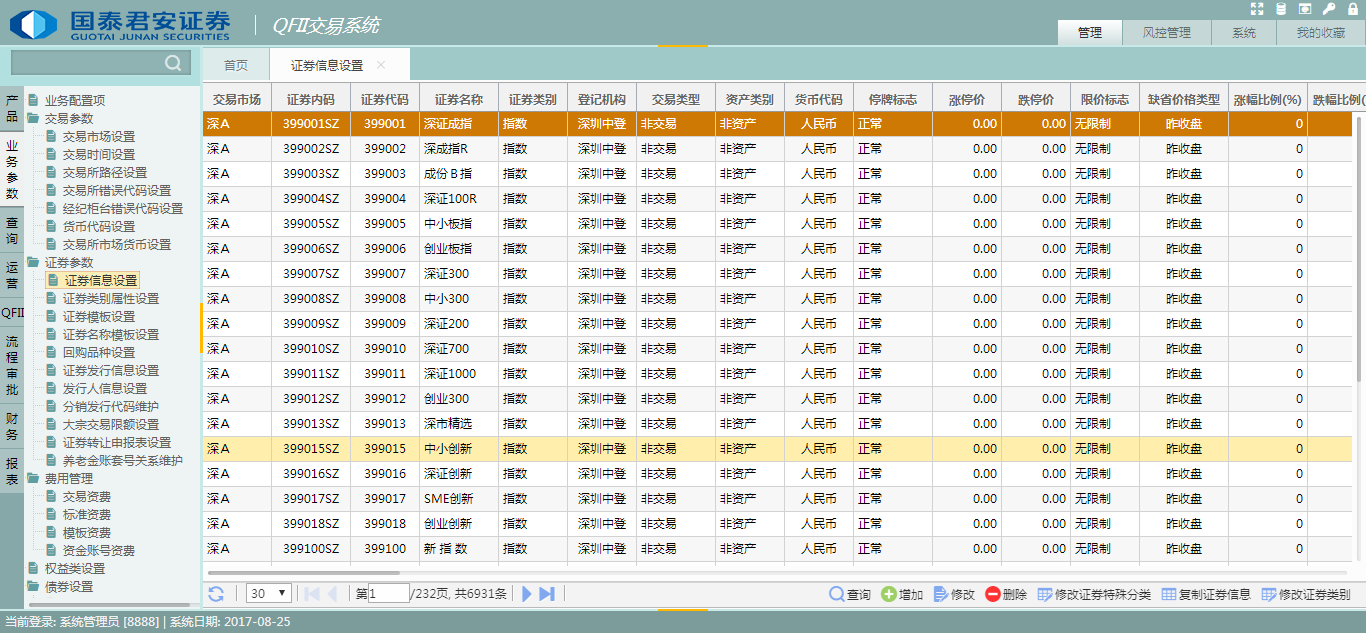 国泰君安证券
GUOTAI JUNAN SECURITIES
QFII交易系统
管理 风控管理 系统 我的收藏
首页 证券信息设置 ×
产品
业务参数
查询
运营
QFII
流程审批
财务
报表
业务配置项
交易参数
交易市场设置
交易时间设置
交易所路径设置
交易所错误代码设置
经纪柜台错误代码设置
货币代码设置
交易所市场货币设置
证券参数
证券信息设置
证券类别属性设置
证券模板设置
证券名称模板设置
回购品种设置
证券发行信息设置
发行人信息设置
分销发行代码维护
大宗交易限额设置
证券转让申报表设置
养老金账套号关系维护
费用管理
交易资费
标准资费
模板资费
资金账号资费
权益类设置
债券设置
交易市场 证券内码 证券代码 证券名称 证券类别 登记机构 交易类型 资产类别 货币代码 停牌标志 涨停价 跌停价 限价标志 缺省价格类型 涨幅比例(%) 跌幅比例(
深A 399001SZ 399001 深证成指 指数 深圳中登 非交易 非资产 人民币 正常 0.00 0.00 无限制 昨收盘 0
深A 399002SZ 399002 深成指R 指数 深圳中登 非交易 非资产 人民币 正常 0.00 0.00 无限制 昨收盘 0
深A 399003SZ 399003 成份Ｂ指 指数 深圳中登 非交易 非资产 人民币 正常 0.00 0.00 无限制 昨收盘 0
深A 399004SZ 399004 深证100R 指数 深圳中登 非交易 非资产 人民币 正常 0.00 0.00 无限制 昨收盘 0
深A 399005SZ 399005 中小板指 指数 深圳中登 非交易 非资产 人民币 正常 0.00 0.00 无限制 昨收盘 0
深A 399006SZ 399006 创业板指 指数 深圳中登 非交易 非资产 人民币 正常 0.00 0.00 无限制 昨收盘 0
深A 399007SZ 399007 深证300 指数 深圳中登 非交易 非资产 人民币 正常 0.00 0.00 无限制 昨收盘 0
深A 399008SZ 399008 中小300 指数 深圳中登 非交易 非资产 人民币 正常 0.00 0.00 无限制 昨收盘 0
深A 399009SZ 399009 深证200 指数 深圳中登 非交易 非资产 人民币 正常 0.00 0.00 无限制 昨收盘 0
深A 399010SZ 399010 深证700 指数 深圳中登 非交易 非资产 人民币 正常 0.00 0.00 无限制 昨收盘 0
深A 399011SZ 399011 深证1000 指数 深圳中登 非交易 非资产 人民币 正常 0.00 0.00 无限制 昨收盘 0
深A 399012SZ 399012 创业300 指数 深圳中登 非交易 非资产 人民币 正常 0.00 0.00 无限制 昨收盘 0
深A 399013SZ 399013 深市精选 指数 深圳中登 非交易 非资产 人民币 正常 0.00 0.00 无限制 昨收盘 0
深A 399015SZ 399015 中小创新 指数 深圳中登 非交易 非资产 人民币 正常 0.00 0.00 无限制 昨收盘 0
深A 399016SZ 399016 深证创新 指数 深圳中登 非交易 非资产 人民币 正常 0.00 0.00 无限制 昨收盘 0
深A 399017SZ 399017 SME创新 指数 深圳中登 非交易 非资产 人民币 正常 0.00 0.00 无限制 昨收盘 0
深A 399018SZ 399018 创业创新 指数 深圳中登 非交易 非资产 人民币 正常 0.00 0.00 无限制 昨收盘 0
深A 399100SZ 399100 新 指 数 指数 深圳中登 非交易 非资产 人民币 正常 0.00 0.00 无限制 昨收盘 0
30 第 1 /232页, 共6931条 查询 增加 修改 删除 修改证券特殊分类 复制证券信息 修改证券类别
当前登录: 系统管理员 [8888] | 系统日期: 2017-08-25